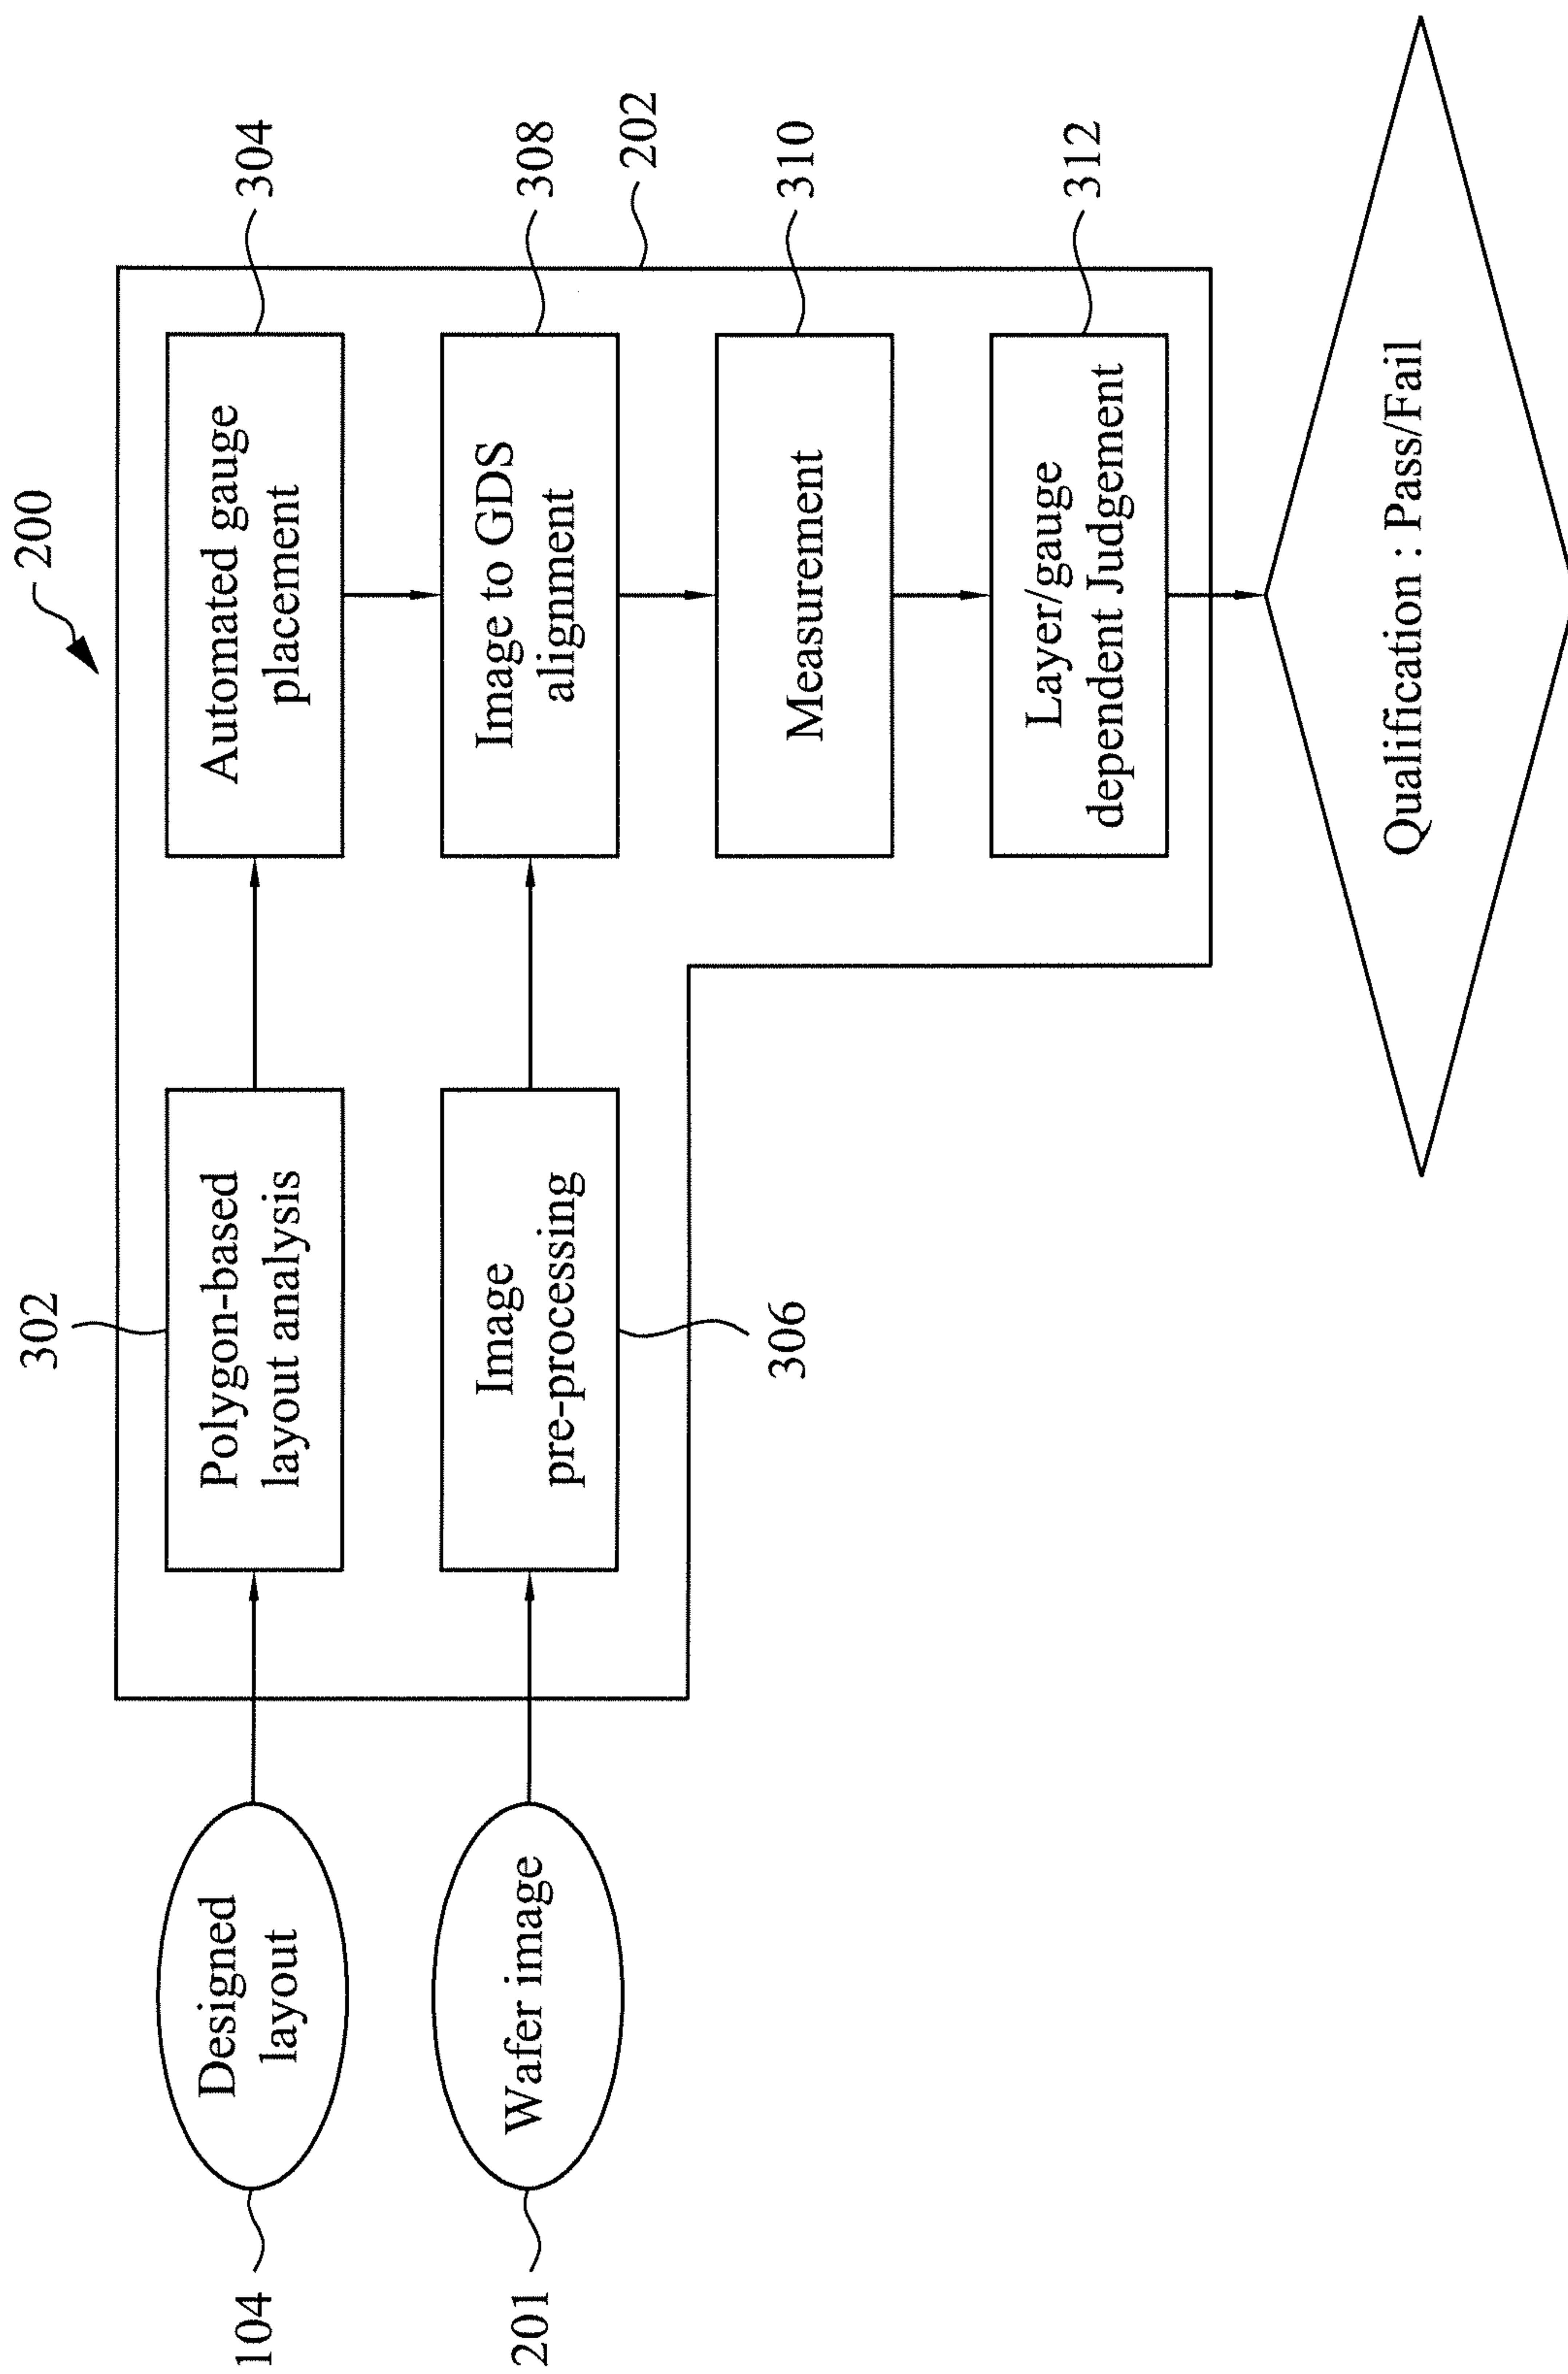 200
302
304
Designed
layout
Polygon-based
layout analysis
Automated gauge
placement
104
308
Wafer image
Image
pre-processing
Image to GDS
alignment
201
202
306
Measurement
310
Layer/gauge
dependent Judgement
312
Qualification : Pass/Fail